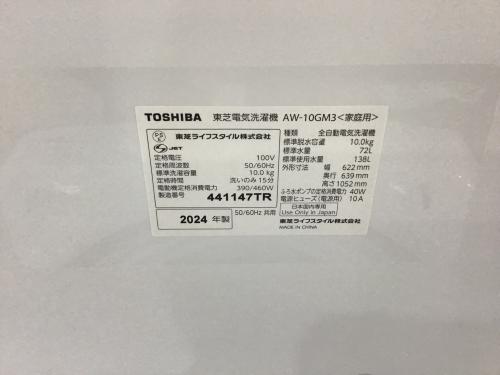 TOSHIBA 東芝電気洗濯機 AW-10GM3<家庭用>
PS E 東芝ライフスタイル株式会社
JET
定格電圧 100V
定格周波数 50/60Hz
標準洗濯容量 10.0kg
定格時間 洗いのみ 15分
電動機定格消費電力 390/460W
製造番号 441147TR
2024 年製 50/60Hz 共用
種類 全自動電気洗濯機
標準脱水容量 10.0kg
標準水量 72L
標準使用水量 138L
外形寸法 幅 622mm
奥行 639mm
高さ 1052mm
ふろ水ポンプの定格消費電力 40W
電源ヒューズ(電源用) 10A
日本国内専用
Use Only in Japan
東芝ライフスタイル株式会社
MADE IN CHINA